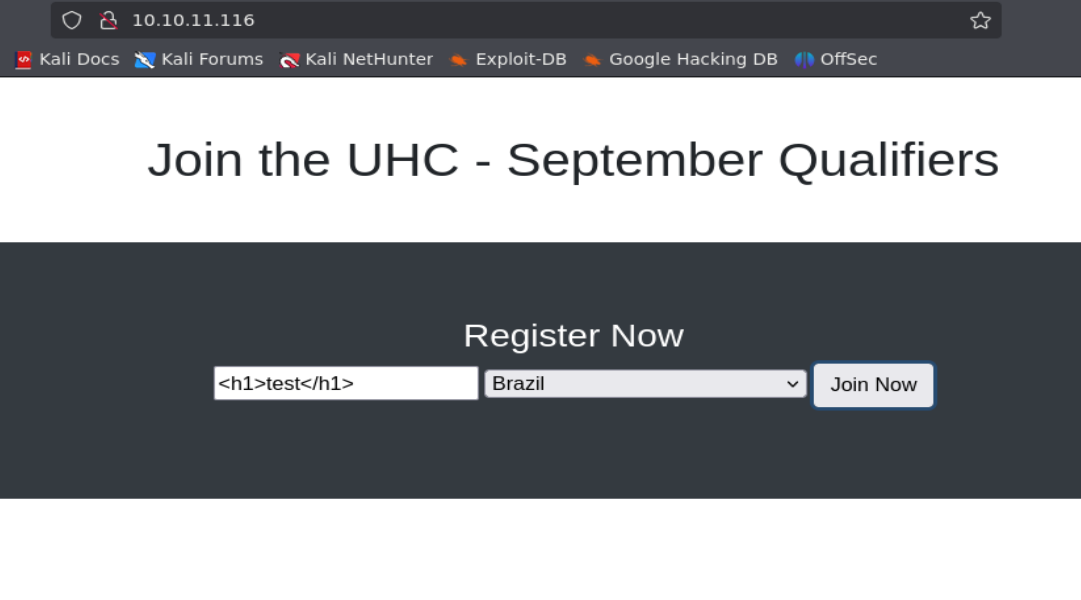 10.10.11.116
Kali Docs Kali Forums Kali NetHunter Exploit-DB Google Hacking DB OffSec
Join the UHC - September Qualifiers
Register Now
<h1>test</h1> Brazil Join Now